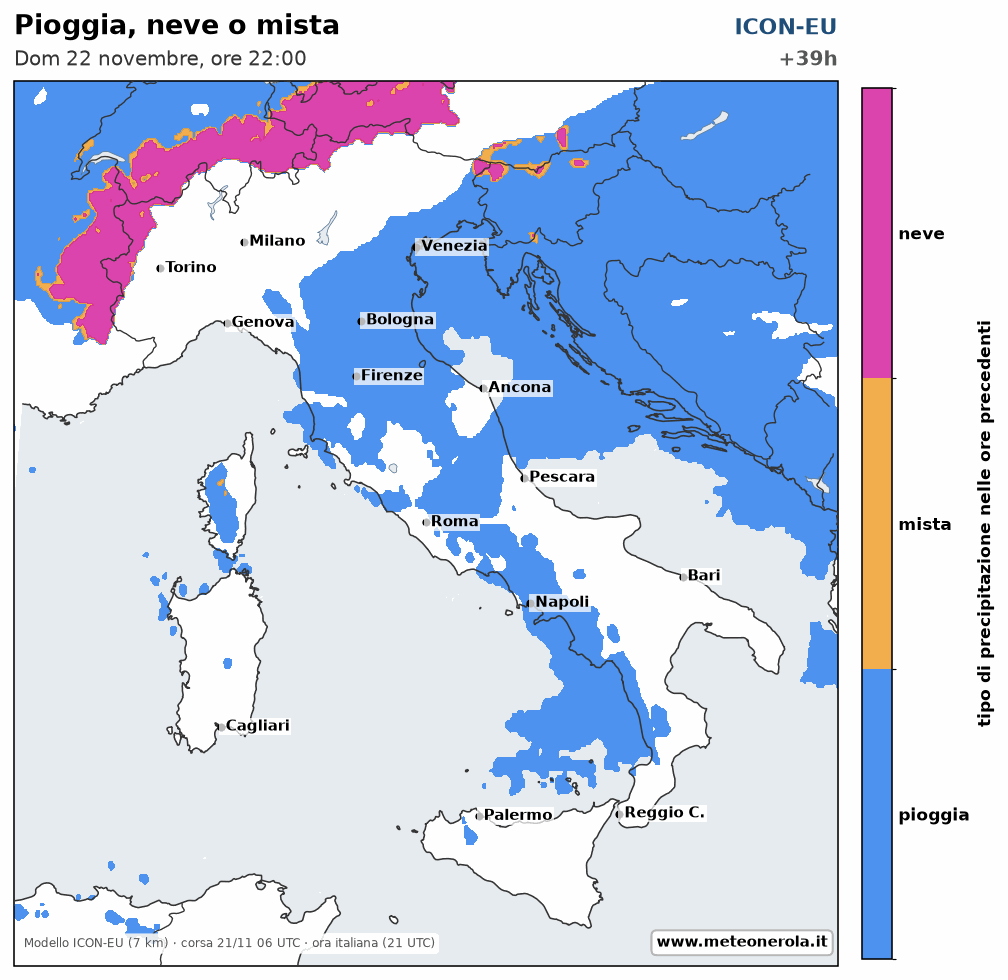 Pioggia, neve o mista
ICON-EU
Dom 22 novembre, ore 22:00
+39h
neve
Venezia
Milano
Torino
Bologna
Genova
Firenze
Ancona
tipo di precipitazione nelle ore precedenti
Pescara
Roma
mista
Bari
Napoli
Cagliari
Reggio C.
Palermo
pioggia
Modello ICON-EU (7 km) · corsa 21/11 06 UTC · ora italiana (21 UTC)
www.meteonerola.it